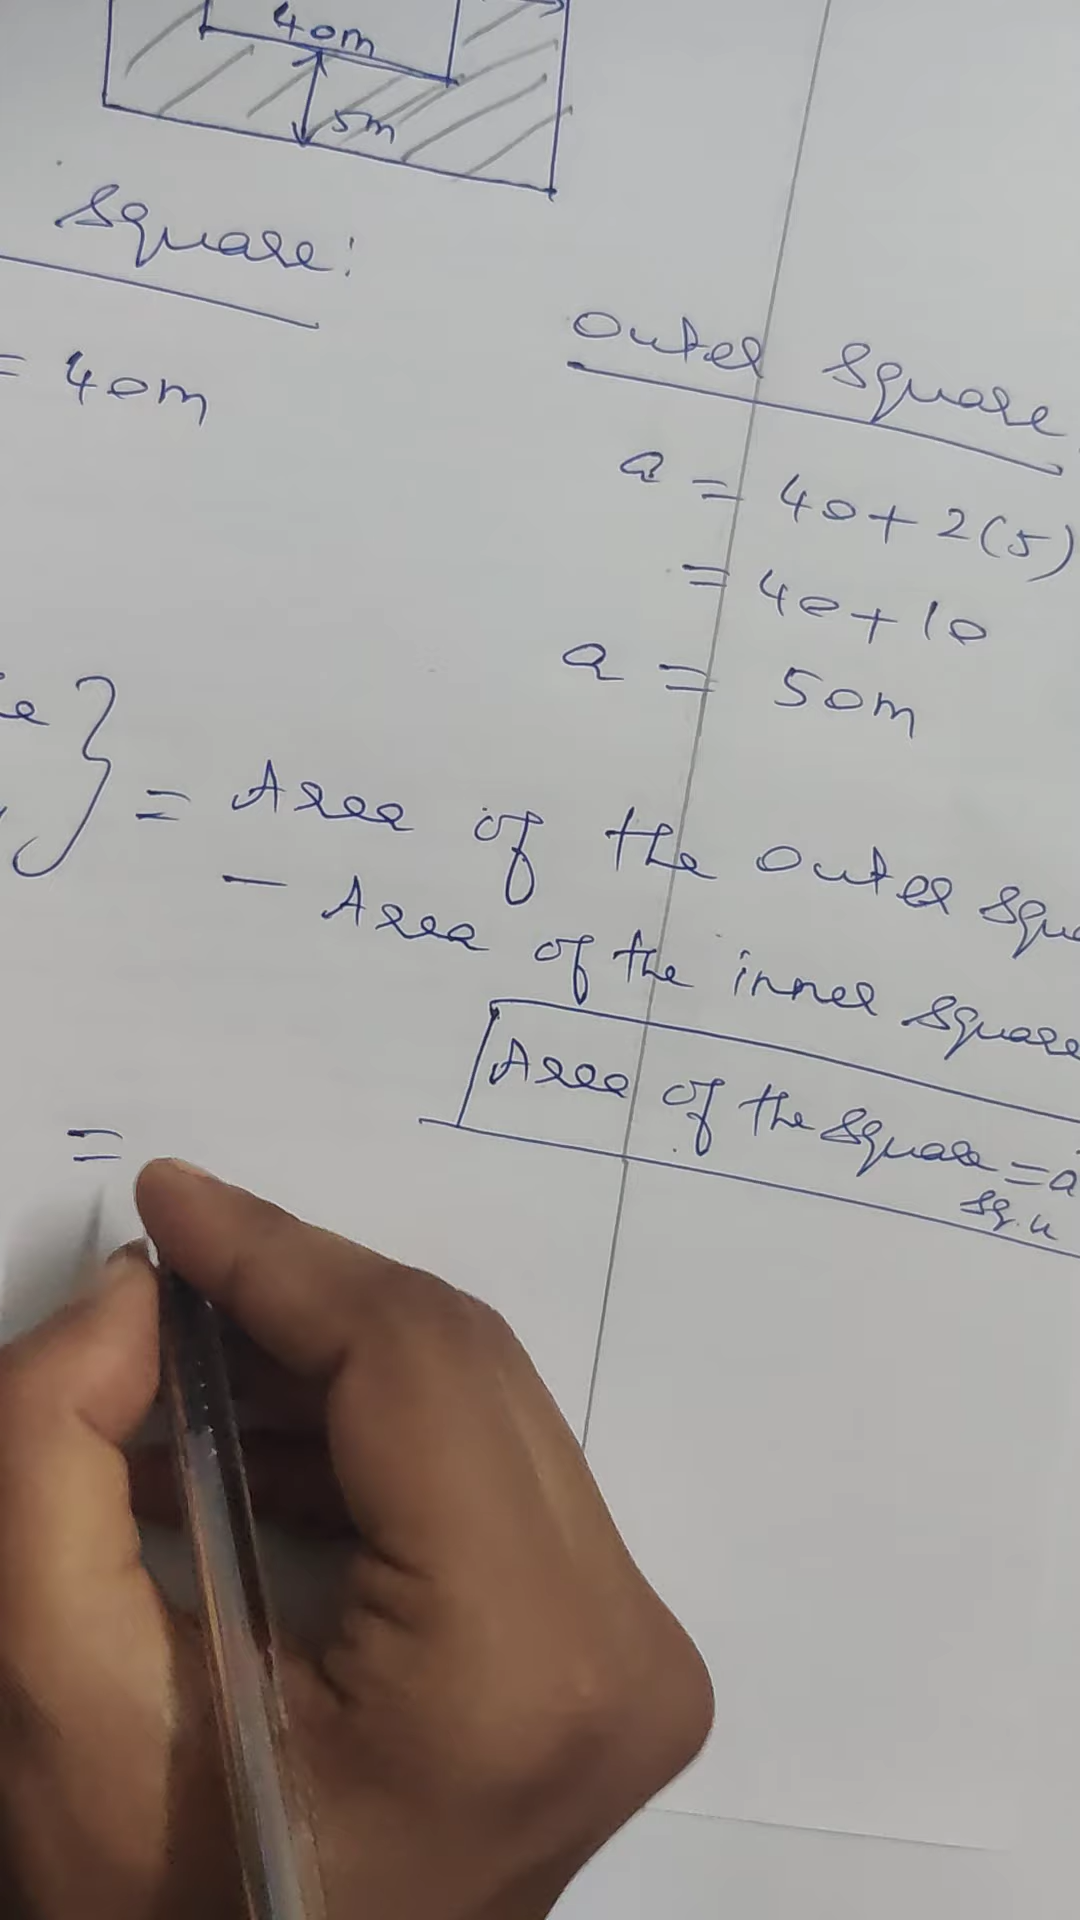 40m
5m
Square:
= 40m
Outer Square
a = 40 + 2(5)
= 40 + 10
a = 50m
} = Area of the outer squ
- Area of the inner square
Area of the square = a
sq.u
=